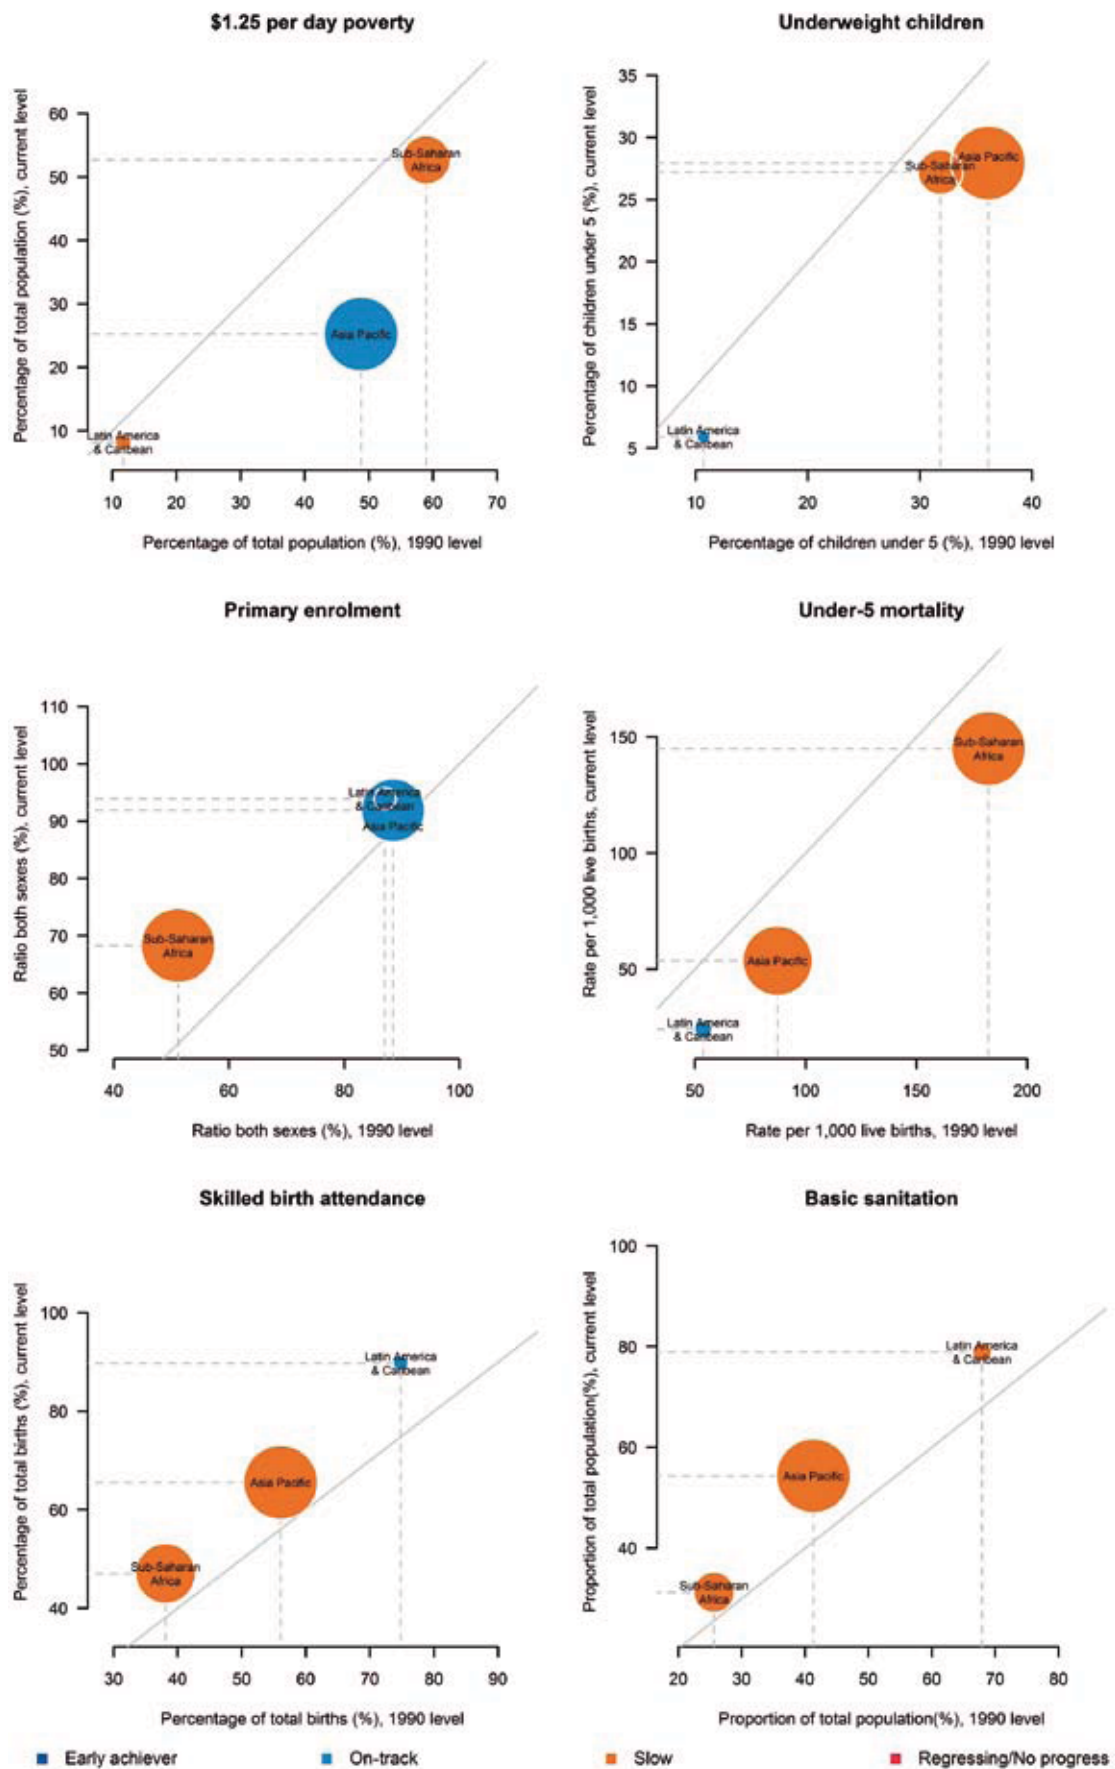 $1.25 per day poverty
Percentage of total population (%), current level
60
50
40
30
20
10
Sub-Saharan
Africa
Asia Pacific
Latin America
& Caribean
10 20 30 40 50 60 70
Percentage of total population (%), 1990 level
Underweight children
Percentage of children under 5 (%), current level
35
30
25
20
15
10
5
Sub-Saharan
Africa
Asia Pacific
Latin America
& Caribean
10 20 30 40
Percentage of children under 5 (%), 1990 level
Primary enrolment
Ratio both sexes (%), current level
110
100
90
80
70
60
50
Latin America
& Caribean
Asia Pacific
Sub-Saharan
Africa
40 60 80 100
Ratio both sexes (%), 1990 level
Under-5 mortality
Rate per 1,000 live births, current level
150
100
50
Sub-Saharan
Africa
Asia Pacific
Latin America
& Caribean
50 100 150 200
Rate per 1,000 live births, 1990 level
Skilled birth attendance
Percentage of total births (%), current level
100
80
60
40
Latin America
& Caribean
Asia Pacific
Sub-Saharan
Africa
30 40 50 60 70 80 90
Percentage of total births (%), 1990 level
Basic sanitation
Proportion of total population(%), current level
100
80
60
40
Latin America
& Caribean
Asia Pacific
Sub-Saharan
Africa
20 30 40 50 60 70 80
Proportion of total population(%), 1990 level
Early achiever On-track Slow Regressing/No progress